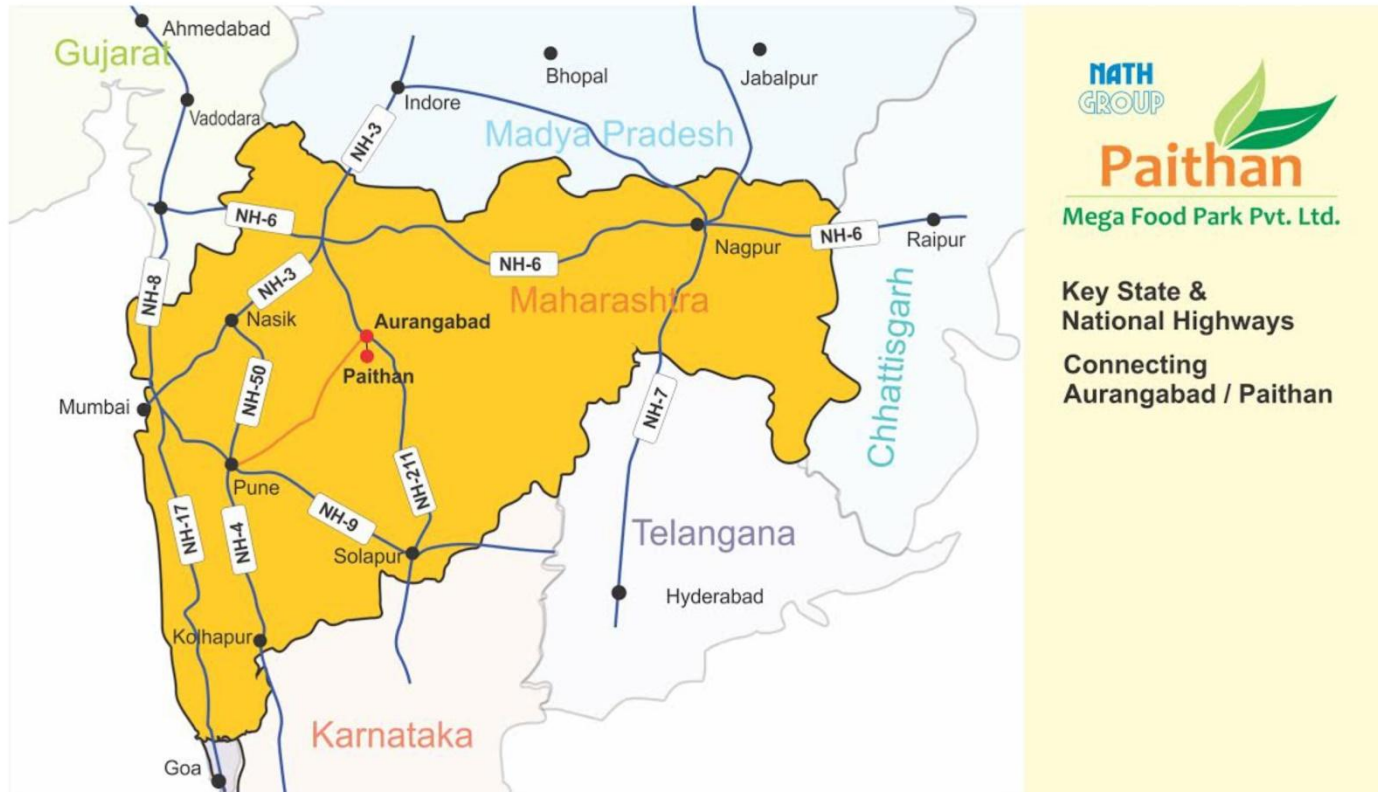 Ahmedabad
Gujarat
Vadodara
Bhopal
Jabalpur
Indore
Madya Pradesh
NH-3
NH-6
NH-6
NH-6
Nagpur
Raipur
NH-8
NH-3
Nasik
Maharashtra
Aurangabad
Paithan
Chhattisgarh
Mumbai
NH-50
NH-7
Pune
NH-211
NH-17
NH-4
NH-9
Solapur
Telangana
Hyderabad
Kolhapur
Karnataka
Goa
NATH
GROUP
Paithan
Mega Food Park Pvt. Ltd.
Key State &
National Highways
Connecting
Aurangabad / Paithan